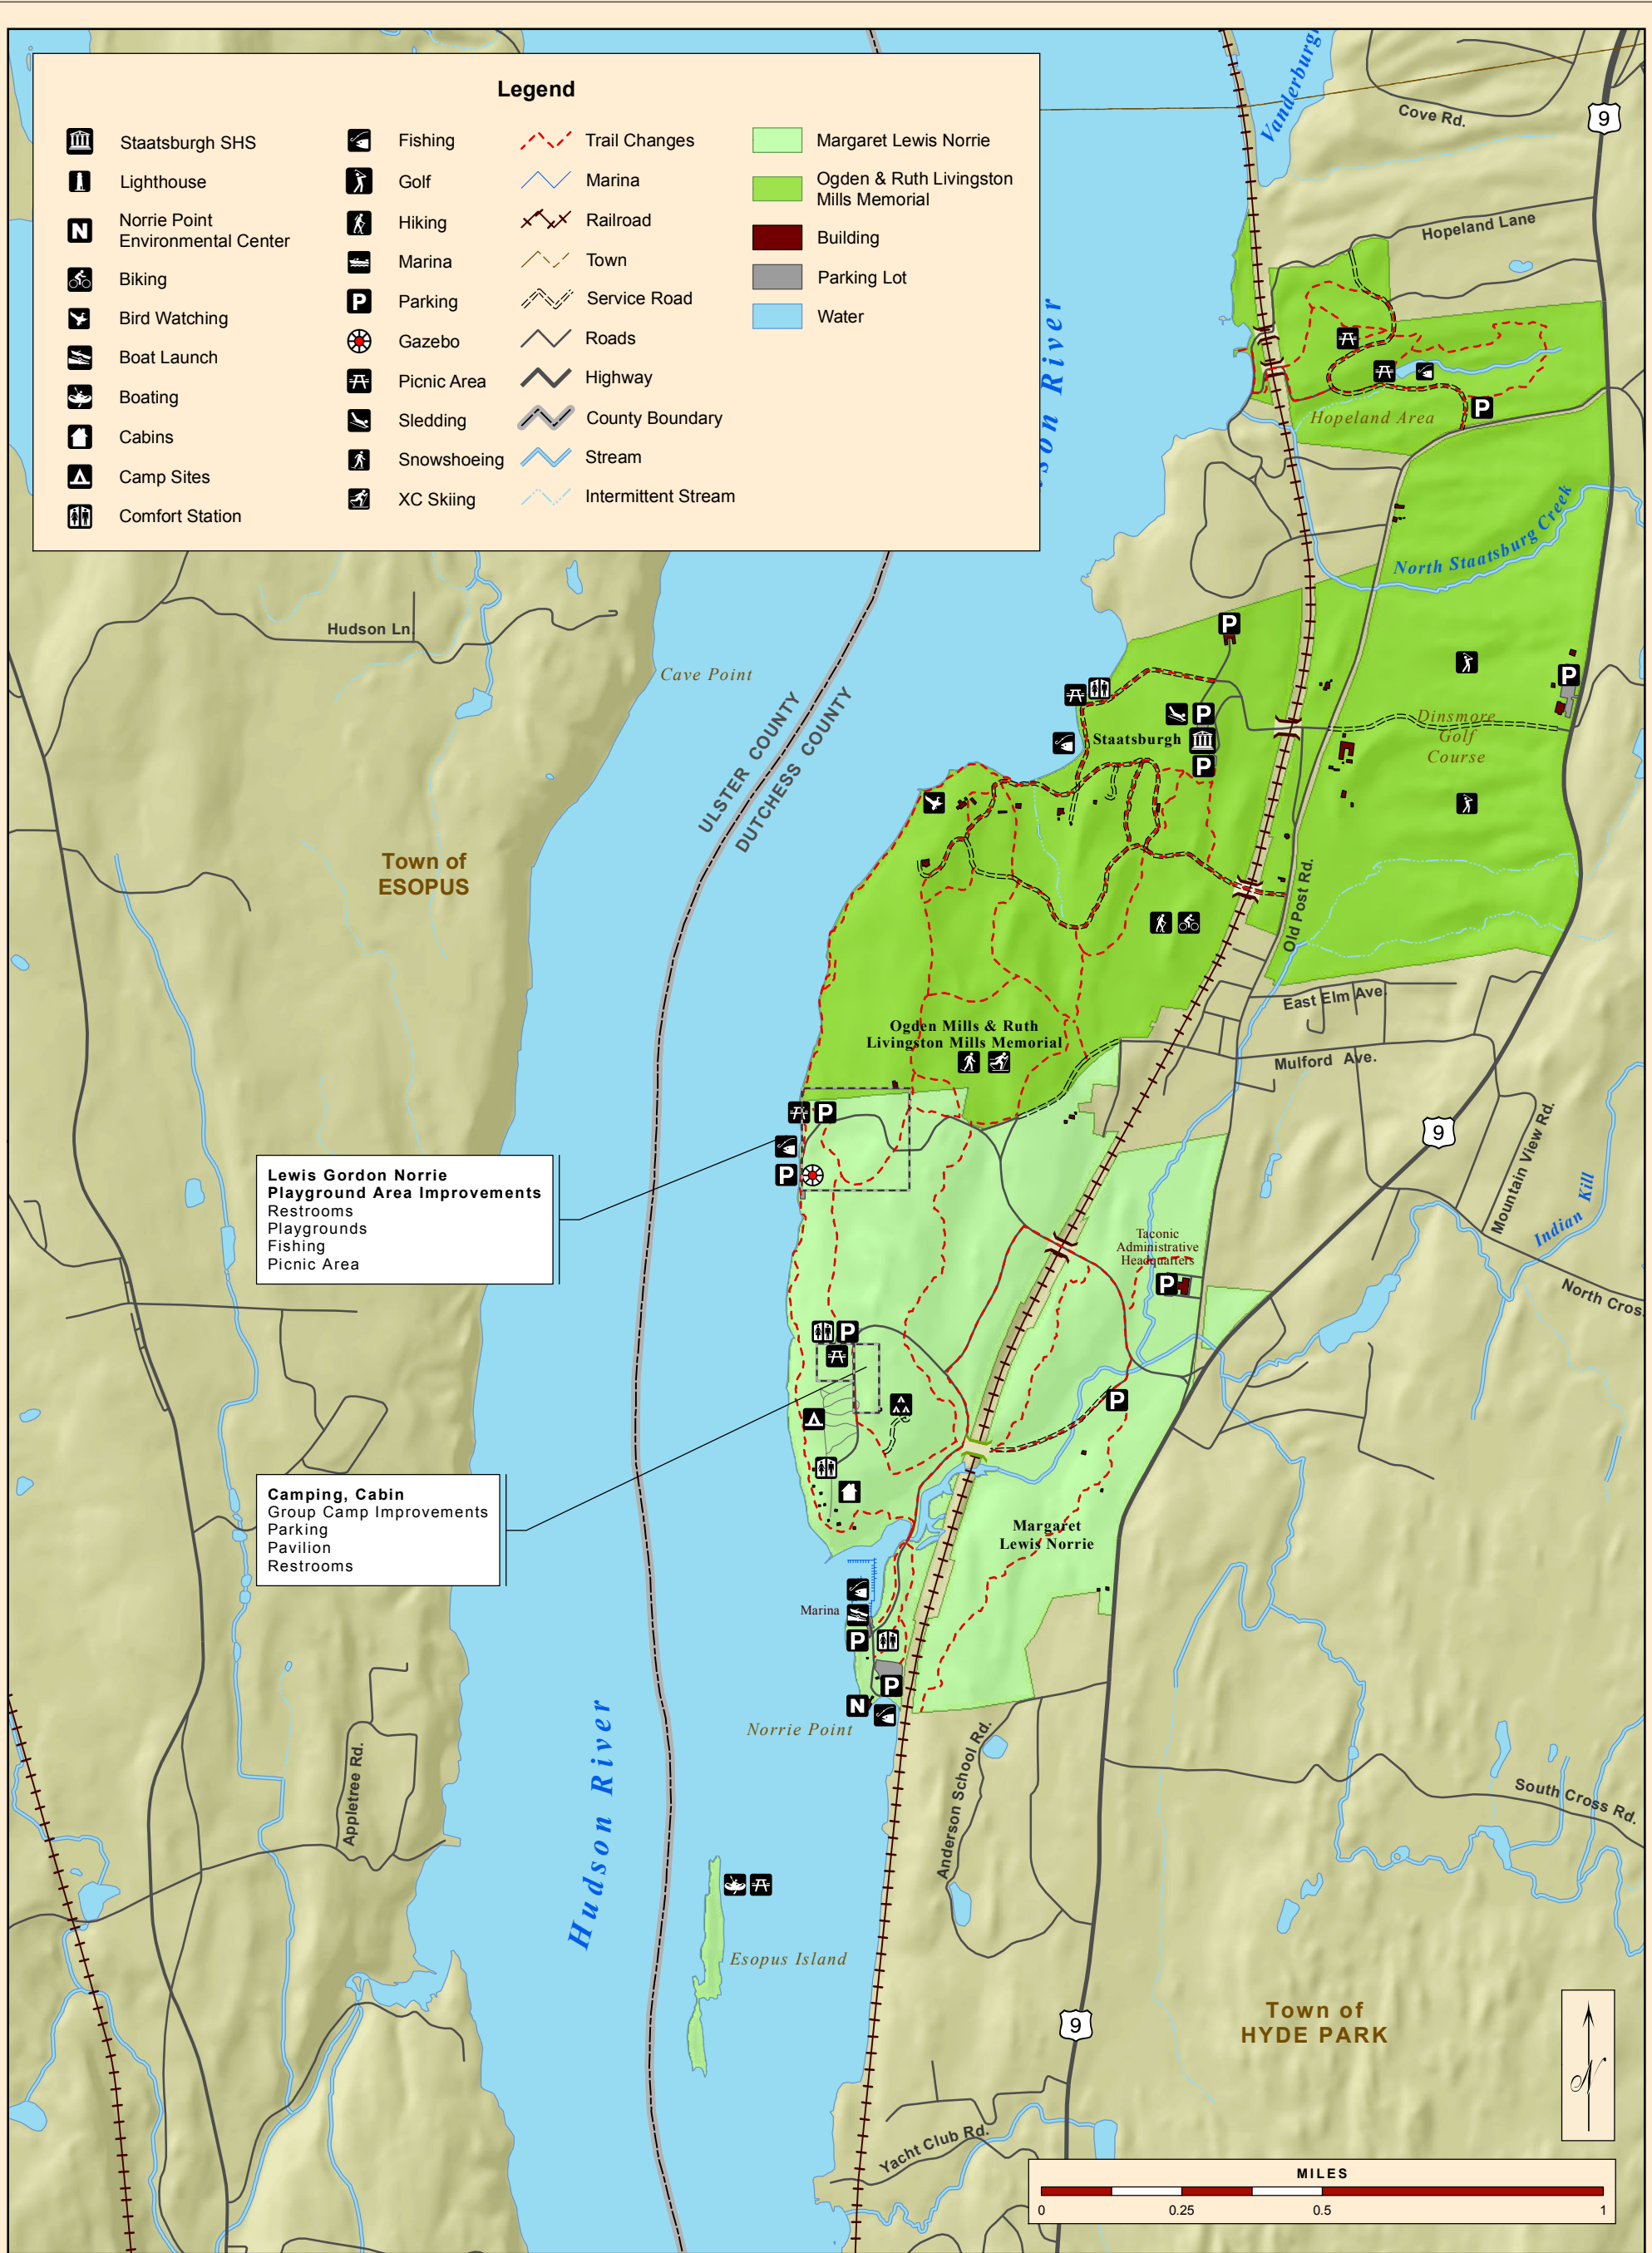 Legend
Staatsburgh SHS
Lighthouse
N
Norrie Point
Environmental Center
Biking
Bird Watching
Boat Launch
Boating
Cabins
Camp Sites
Comfort Station
Fishing
Golf
Hiking
Marina
P
Parking
Gazebo
Picnic Area
Sledding
Snowshoeing
XC Skiing
Trail Changes
Marina
Railroad
Town
Service Road
Roads
Highway
County Boundary
Stream
Intermittent Stream
Margaret Lewis Norrie
Ogden & Ruth Livingston
Mills Memorial
Building
Parking Lot
Water
Cove Rd.
9
Hopeland Lane
P
Hopeland Area
North Staatsburg Creek
Hudson Ln.
Cave Point
ULSTER COUNTY
DUTCHESS COUNTY
P
P
Staatsburgh
P
P
Dinsmore
Golf
Course
Town of
ESOPUS
Old Post Rd.
East Elm Ave.
Mulford Ave.
Ogden Mills & Ruth
Livingston Mills Memorial
9
Mountain View Rd.
Indian Kill
P
P
Lewis Gordon Norrie
Playground Area Improvements
Restrooms
Playgrounds
Fishing
Picnic Area
Taconic
Administrative
Headquarters
P
P
P
Camping, Cabin
Group Camp Improvements
Parking
Pavilion
Restrooms
Margaret
Lewis Norrie
Marina
P
P
N
Norrie Point
Hudson River
Appletree Rd.
Anderson School Rd.
South Cross Rd.
Esopus Island
Town of
HYDE PARK
9
N
Yacht Club Rd.
MILES
0
0.25
0.5
1